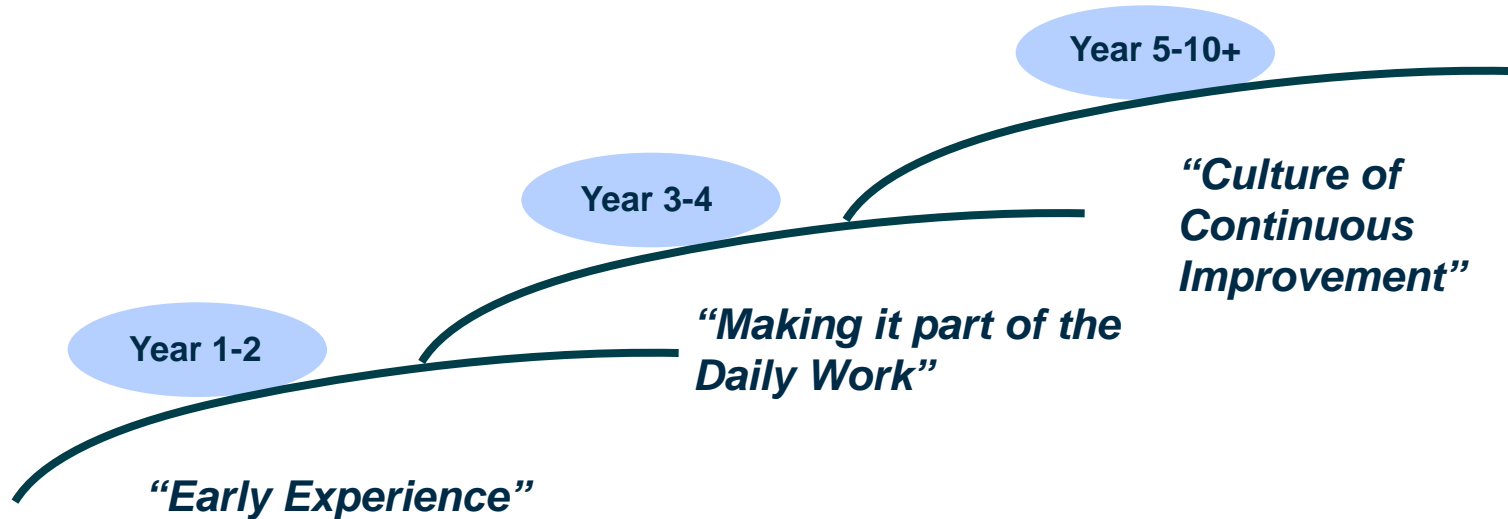 Year 5-10+
“Culture of
Continuous
Improvement”
Year 3-4
“Making it part of the
Daily Work”
Year 1-2
“Early Experience”